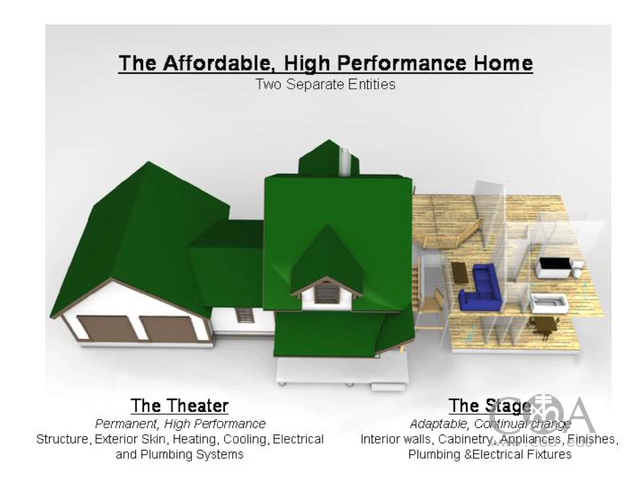 The Affordable, High Performance Home
Two Separate Entities
The Theater
Permanent, High Performance
Structure, Exterior Skin, Heating, Cooling, Electrical
and Plumbing Systems
The Stage
Adaptable, Continual change
Interior walls, Cabinetry, Appliances, Finishes,
Plumbing &Electrical Fixtures